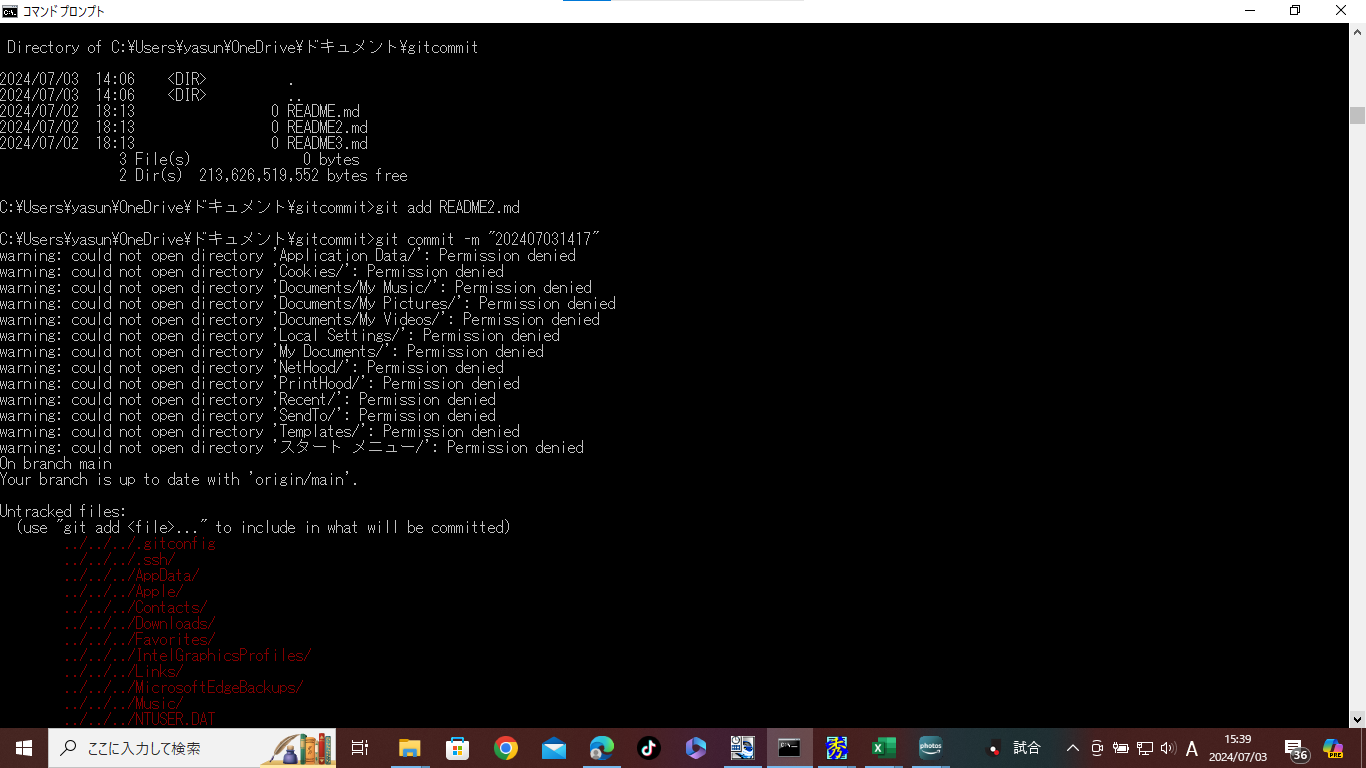 コマンド プロンプト
 Directory of C:\Users\yasun\OneDrive\ドキュメント\gitcommit
2024/07/03  14:06    <DIR>          .
2024/07/03  14:06    <DIR>          ..
2024/07/02  18:13                 0 README.md
2024/07/02  18:13                 0 README2.md
2024/07/02  18:13                 0 README3.md
               3 File(s)              0 bytes
               2 Dir(s)  213,626,519,552 bytes free
C:\Users\yasun\OneDrive\ドキュメント\gitcommit>git add README2.md
C:\Users\yasun\OneDrive\ドキュメント\gitcommit>git commit -m "202407031417"
warning: could not open directory 'Application Data/': Permission denied
warning: could not open directory 'Cookies/': Permission denied
warning: could not open directory 'Documents/My Music/': Permission denied
warning: could not open directory 'Documents/My Pictures/': Permission denied
warning: could not open directory 'Documents/My Videos/': Permission denied
warning: could not open directory 'Local Settings/': Permission denied
warning: could not open directory 'My Documents/': Permission denied
warning: could not open directory 'NetHood/': Permission denied
warning: could not open directory 'PrintHood/': Permission denied
warning: could not open directory 'Recent/': Permission denied
warning: could not open directory 'SendTo/': Permission denied
warning: could not open directory 'Templates/': Permission denied
warning: could not open directory 'スタート メニュー/': Permission denied
On branch main
Your branch is up to date with 'origin/main'.
Untracked files:
  (use "git add <file>..." to include in what will be committed)
        ../../../.gitconfig
        ../../../.ssh/
        ../../../AppData/
        ../../../Apple/
        ../../../Contacts/
        ../../../Downloads/
        ../../../Favorites/
        ../../../IntelGraphicsProfiles/
        ../../../Links/
        ../../../MicrosoftEdgeBackups/
        ../../../Music/
        ../../../NTUSER.DAT
ここに入力して検索
photos
試合
A
15:39
2024/07/03
36
PRE